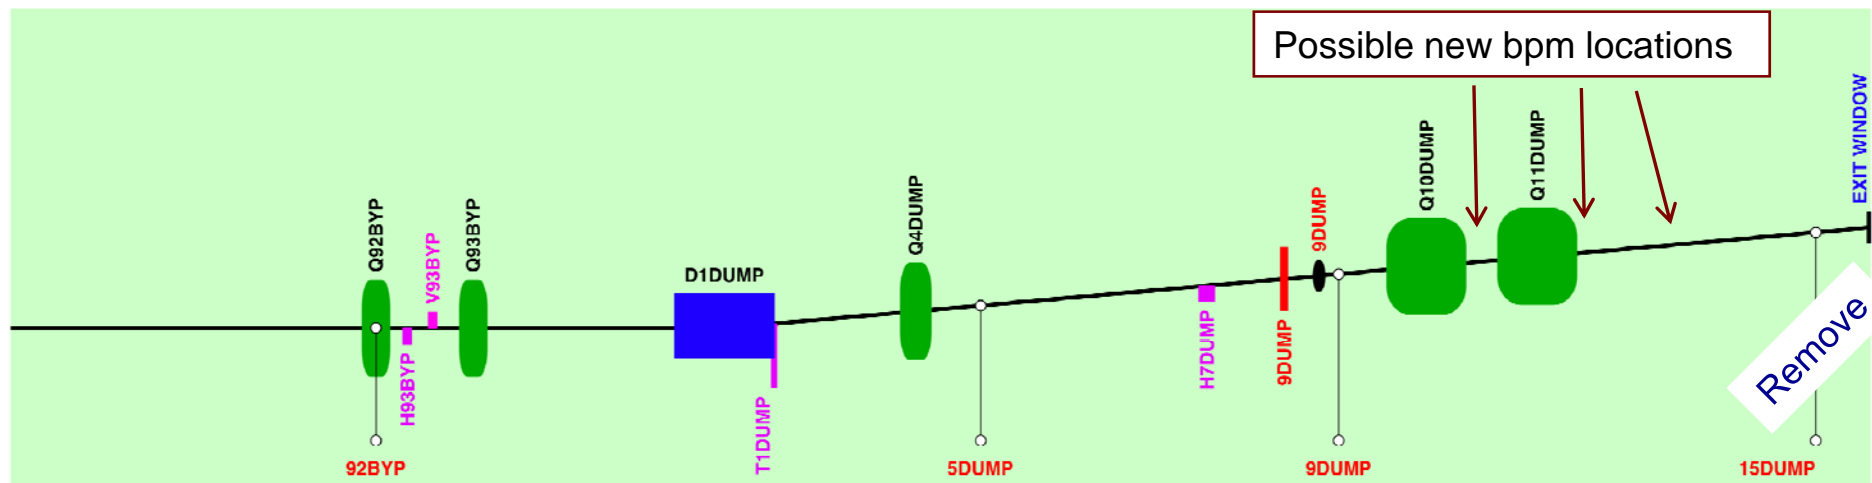 Possible new bpm locations
EXIT WINDOW
Q92BYP
V93BYP
H93BYP
Q93BYP
D1DUMP
T1DUMP
Q4DUMP
H7DUMP
9DUMP
9DUMP
Q10DUMP
Q11DUMP
Remove
92BYP
5DUMP
9DUMP
15DUMP